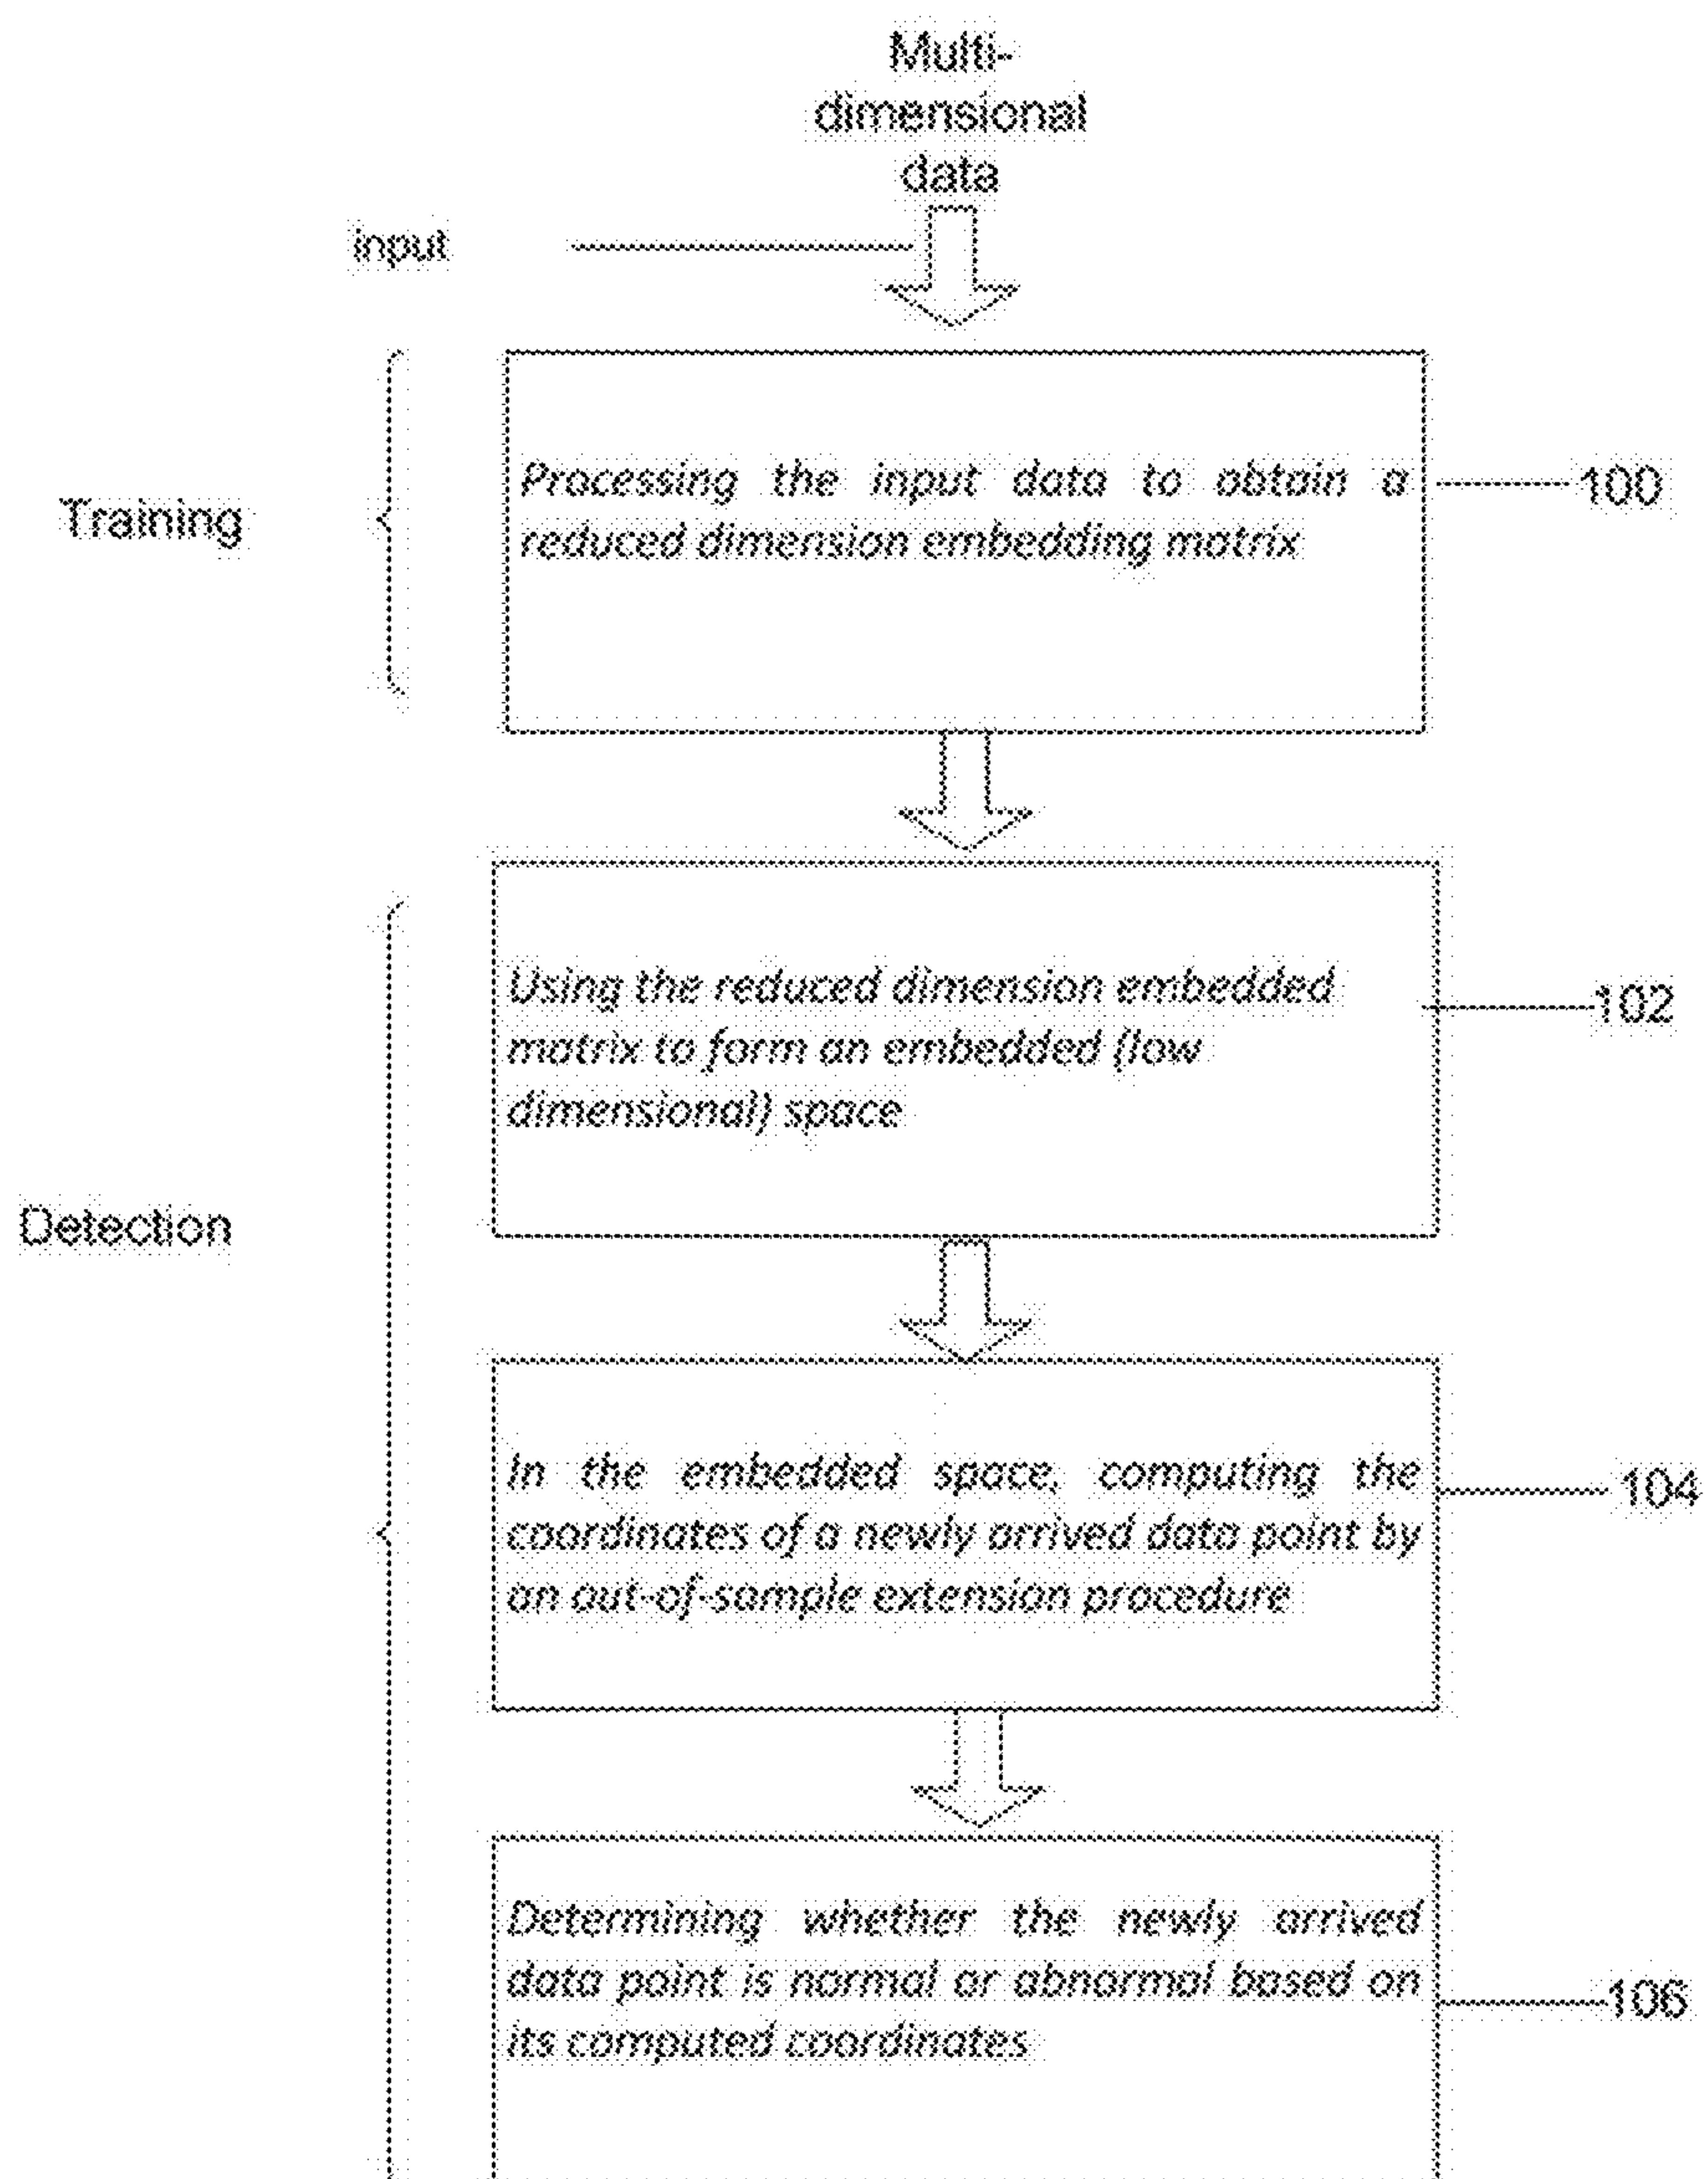 Multi-
dimensional
data
input
Training
Processing the input data to obtain a
reduced dimension embedding matrix
100
Using the reduced dimension embedded
matrix to form an embedded (low
dimensional) space
102
Detection
In the embedded space, computing the
coordinates of a newly arrived data point by
an out-of-sample extension procedure
104
Determining whether the newly arrived
data point is normal or abnormal based on
its computed coordinates
106